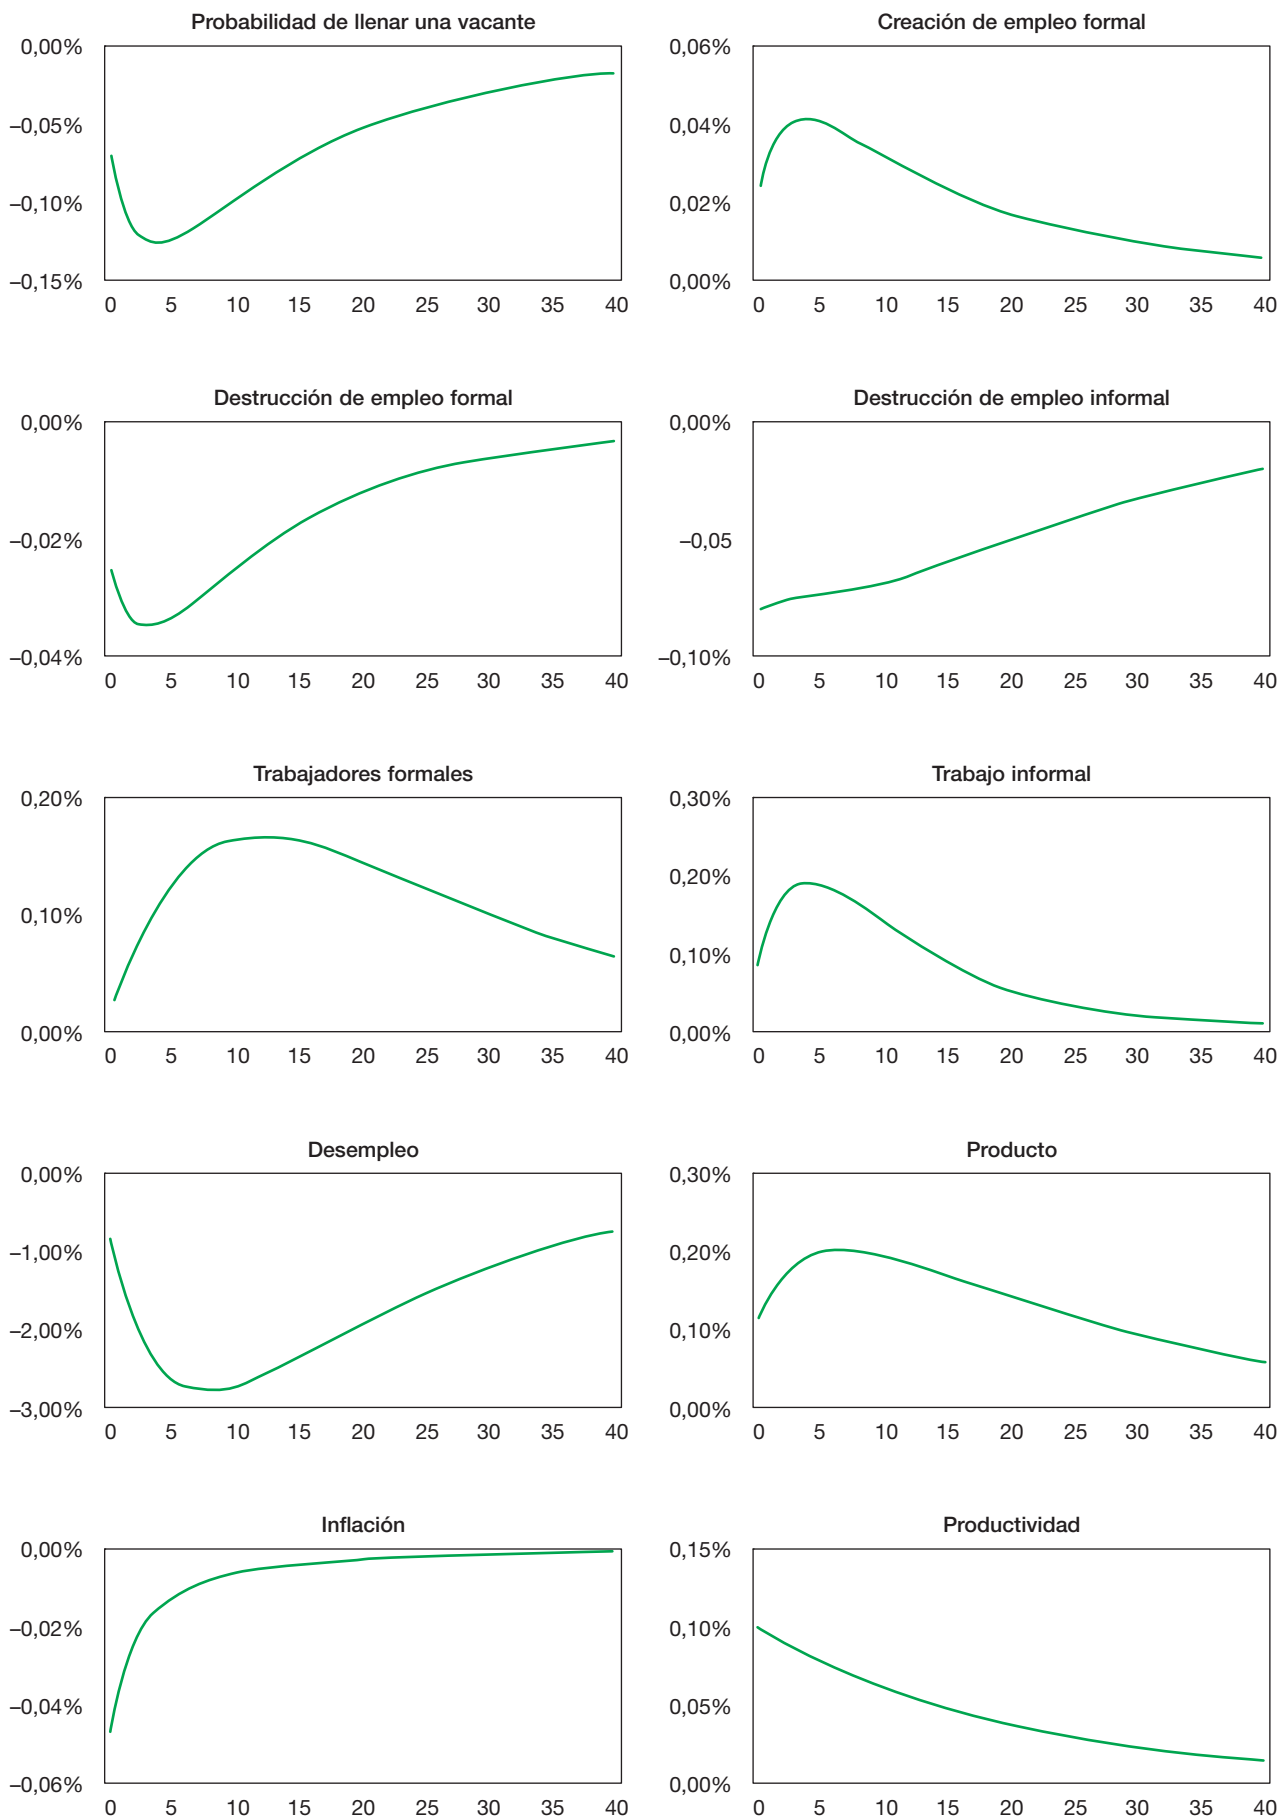 Probabilidad de llenar una vacante
0,00%
–0,05%
–0,10%
–0,15%
0 5 10 15 20 25 30 35 40
Creación de empleo formal
0,06%
0,04%
0,02%
0,00%
0 5 10 15 20 25 30 35 40
Destrucción de empleo formal
0,00%
–0,02%
–0,04%
0 5 10 15 20 25 30 35 40
Destrucción de empleo informal
0,00%
–0,05
–0,10%
0 5 10 15 20 25 30 35 40
Trabajadores formales
0,20%
0,10%
0,00%
0 5 10 15 20 25 30 35 40
Trabajo informal
0,30%
0,20%
0,10%
0,00%
0 5 10 15 20 25 30 35 40
Desempleo
0,00%
–1,00%
–2,00%
–3,00%
0 5 10 15 20 25 30 35 40
Producto
0,30%
0,20%
0,10%
0,00%
0 5 10 15 20 25 30 35 40
Inflación
0,00%
–0,02%
–0,04%
–0,06%
0 5 10 15 20 25 30 35 40
Productividad
0,15%
0,10%
0,05%
0,00%
0 5 10 15 20 25 30 35 40